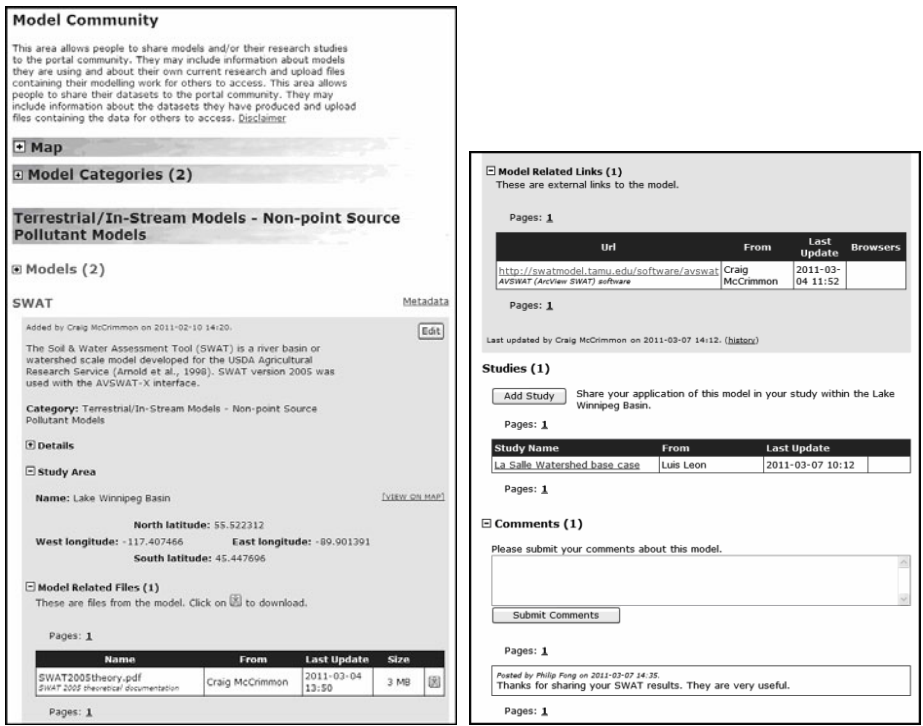 Model Community
This area allows people to share models and/or their research studies
to the portal community. They may include information about models
they are using and about their own current research and upload files
containing their modelling work for others to access. This area allows
people to share their datasets to the portal community. They may
include information about the datasets they have produced and upload
files containing the data for others to access. Disclaimer
Map
Model Categories (2)
Terrestrial/In-Stream Models - Non-point Source
Pollutant Models
Models (2)
SWAT Metadata
Added by Craig McCrimmon on 2011-02-10 14:20. Edit
The Soil & Water Assessment Tool (SWAT) is a river basin or
watershed scale model developed for the USDA Agricultural
Research Service (Arnold et al., 1998). SWAT version 2005 was
used with the AVSWAT-X interface.
Category: Terrestrial/In-Stream Models - Non-point Source
Pollutant Models
Details
Study Area
Name: Lake Winnipeg Basin [VIEW ON MAP]
North latitude: 55.522312
West longitude: -117.407466 East longitude: -89.901391
South latitude: 45.447696
Model Related Files (1)
These are files from the model. Click on to download.
Pages: 1
Name From Last Update Size
SWAT2005theory.pdf Craig McCrimmon 2011-03-04 3 MB
SWAT 2005 theoretical documentation 13:50
Pages: 1
Model Related Links (1)
These are external links to the model.
Pages: 1
Url From Last Update Browsers
http://swatmodel.tamu.edu/software/avswat Craig 2011-03-
AVSWAT (ArcView SWAT) software McCrimmon 04 11:52
Pages: 1
Last updated by Craig McCrimmon on 2011-03-07 14:12. (history)
Studies (1)
Add Study Share your application of this model in your study within the Lake
Winnipeg Basin.
Pages: 1
Study Name From Last Update
La Salle Watershed base case Luis Leon 2011-03-07 10:12
Pages: 1
Comments (1)
Please submit your comments about this model.
Submit Comments
Pages: 1
Posted by Philip Fong on 2011-03-07 14:35.
Thanks for sharing your SWAT results. They are very useful.
Pages: 1